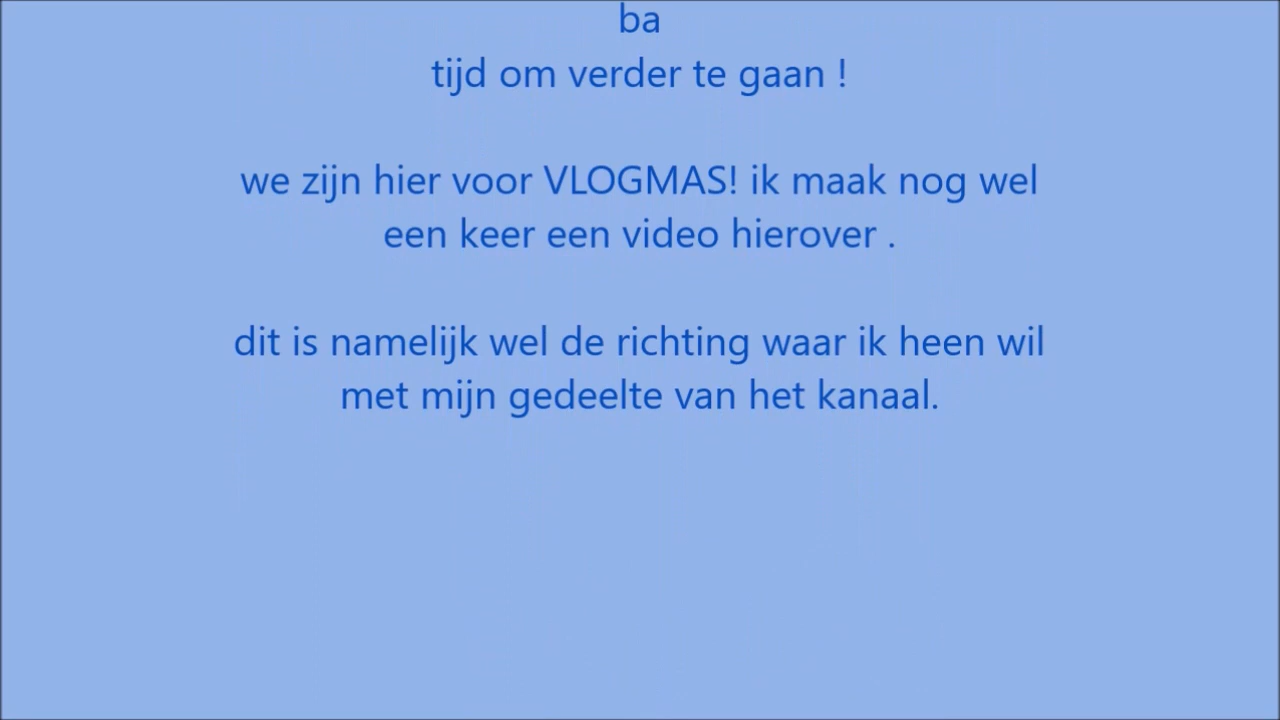 ba
tijd om verder te gaan !
we zijn hier voor VLOGMAS! ik maak nog wel
een keer een video hierover .
dit is namelijk wel de richting waar ik heen wil
met mijn gedeelte van het kanaal.